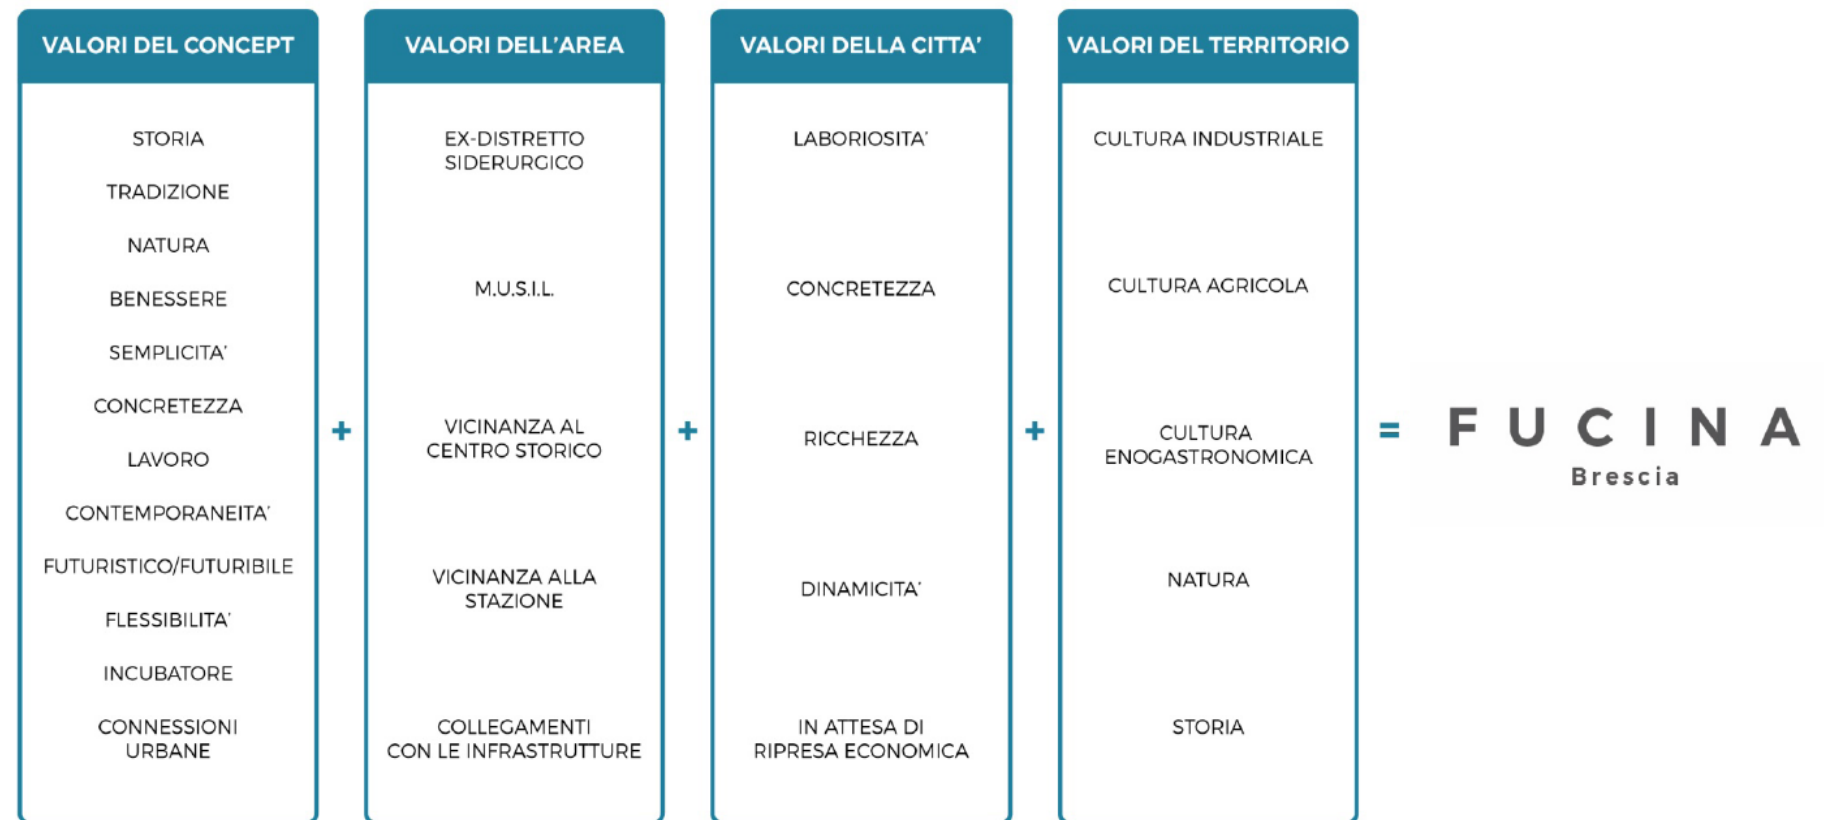 VALORI DEL CONCEPT
STORIA
TRADIZIONE
NATURA
BENESSERE
SEMPLICITA'
CONCRETEZZA
LAVORO
CONTEMPORANEITA'
FUTURISTICO/FUTURIBILE
FLESSIBILITA'
INCUBATORE
CONNESSIONI
URBANE
+
VALORI DELL'AREA
EX-DISTRETTO
SIDERURGICO
M.U.S.I.L.
VICINANZA AL
CENTRO STORICO
VICINANZA ALLA
STAZIONE
COLLEGAMENTI
CON LE INFRASTRUTTURE
+
VALORI DELLA CITTA'
LABORIOSITA'
CONCRETEZZA
RICCHEZZA
DINAMICITA'
IN ATTESA DI
RIPRESA ECONOMICA
+
VALORI DEL TERRITORIO
CULTURA INDUSTRIALE
CULTURA AGRICOLA
CULTURA
ENOGASTRONOMICA
NATURA
STORIA
=
FUCINA
Brescia